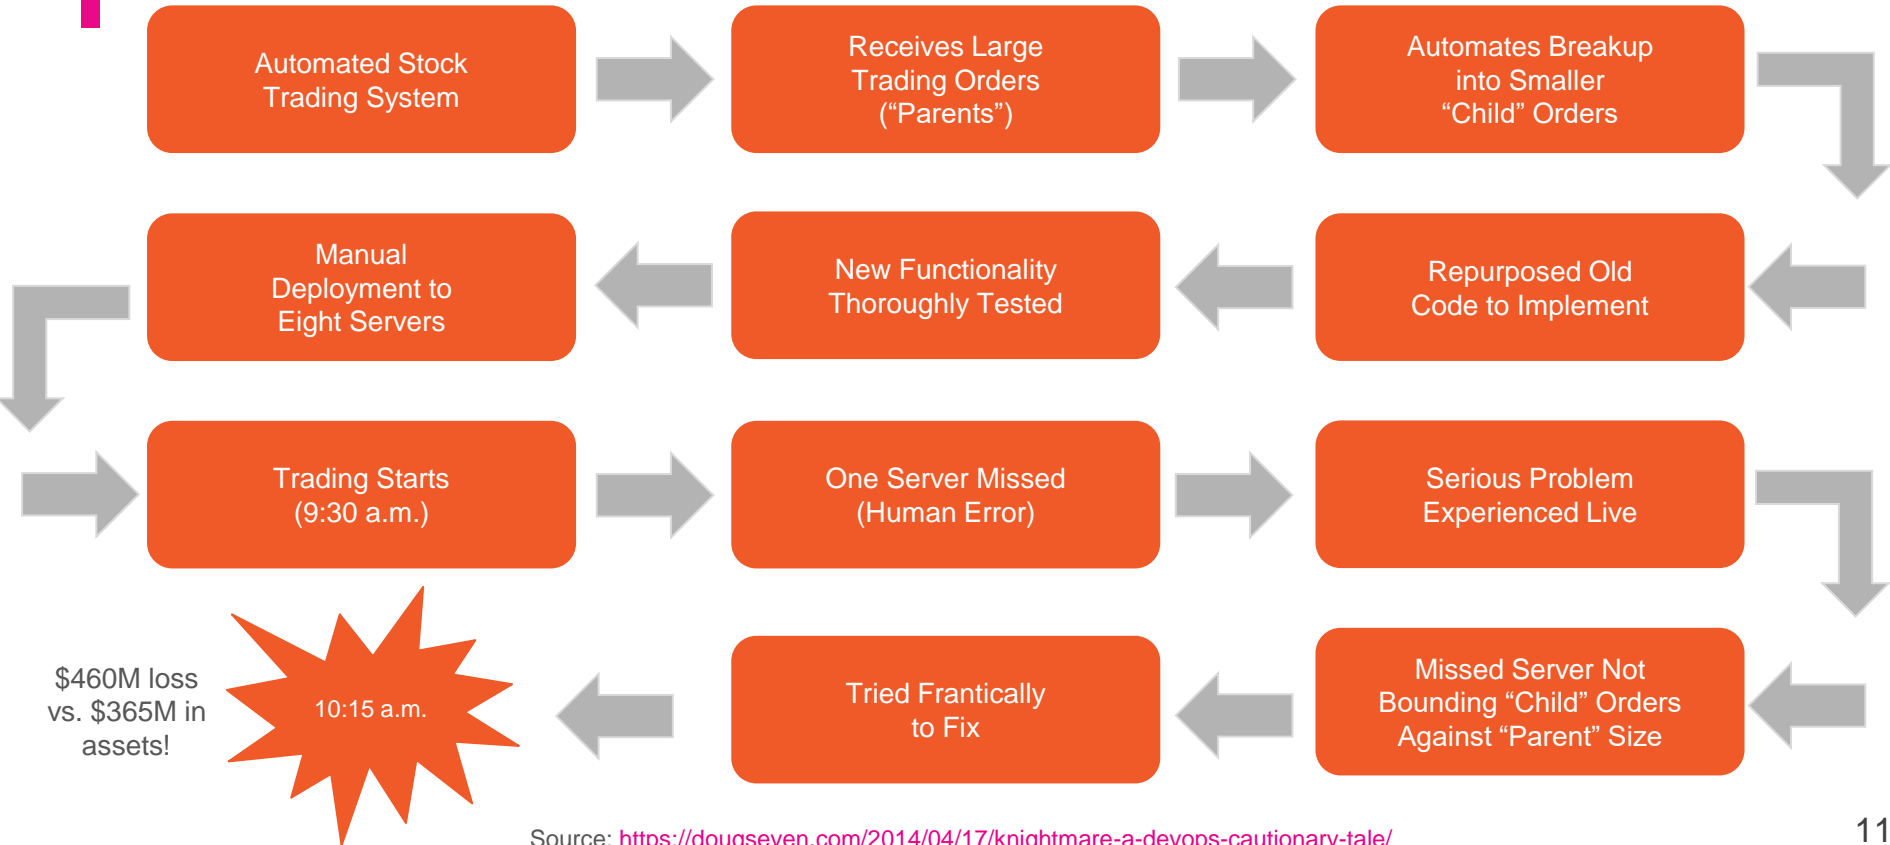 Automated Stock
Trading System
Receives Large
Trading Orders
(“Parents”)
Automates Breakup
into Smaller
“Child” Orders
Repurposed Old
Code to Implement
New Functionality
Thoroughly Tested
Manual
Deployment to
Eight Servers
Trading Starts
(9:30 a.m.)
One Server Missed
(Human Error)
Serious Problem
Experienced Live
Missed Server Not
Bounding “Child” Orders
Against “Parent” Size
Tried Frantically
to Fix
10:15 a.m.
$460M loss
vs. $365M in
assets!
Source: https://dougseven.com/2014/04/17/knightmare-a-devops-cautionary-tale/
11